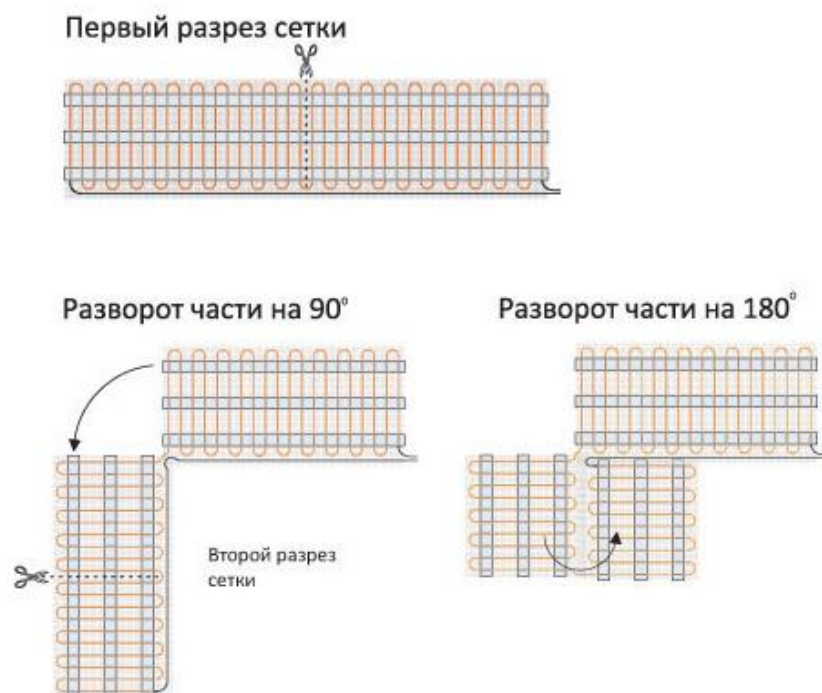 Первый разрез сетки
Разворот части на 90°
Разворот части на 180°
Второй разрез
сетки